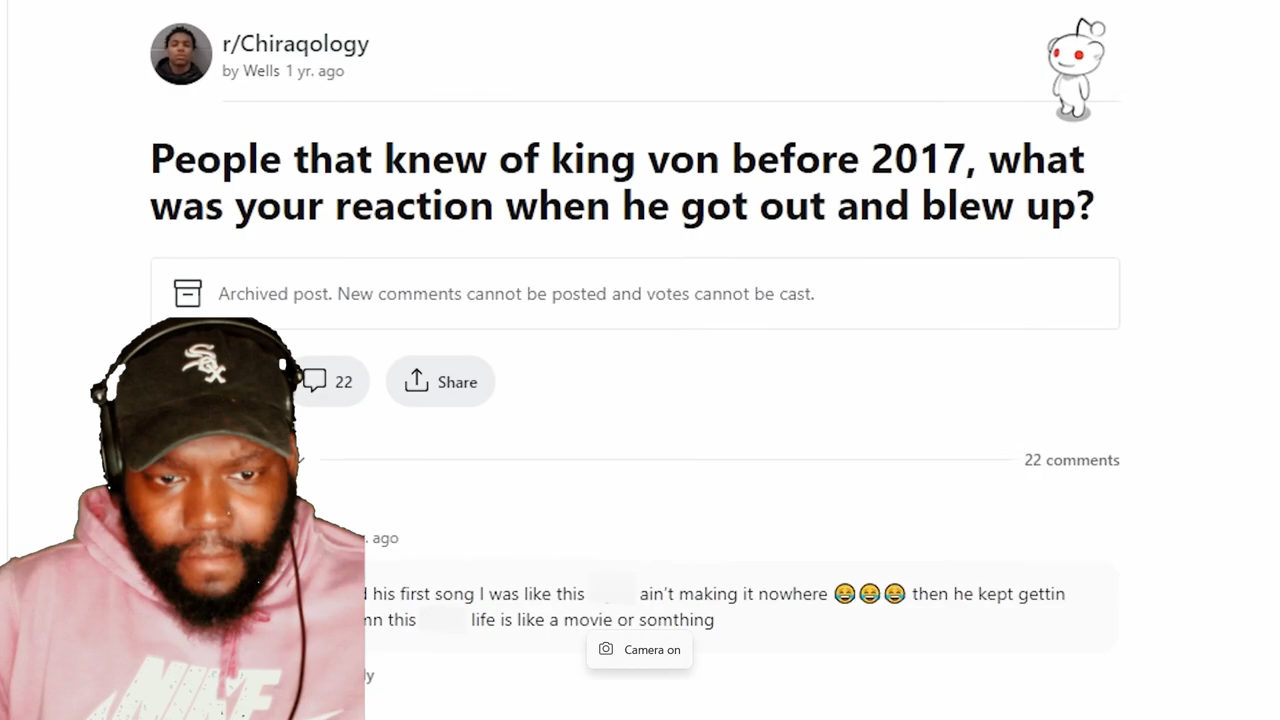 r/Chiraqology
by Wells 1 yr. ago
People that knew of king von before 2017, what
was your reaction when he got out and blew up?
Archived post. New comments cannot be posted and votes cannot be cast.
Sox
22
Share
22 comments
. ago
his first song I was like this ain't making it nowhere 😂😂😂 then he kept gettin
this life is like a movie or somthing
Camera on
NIKE